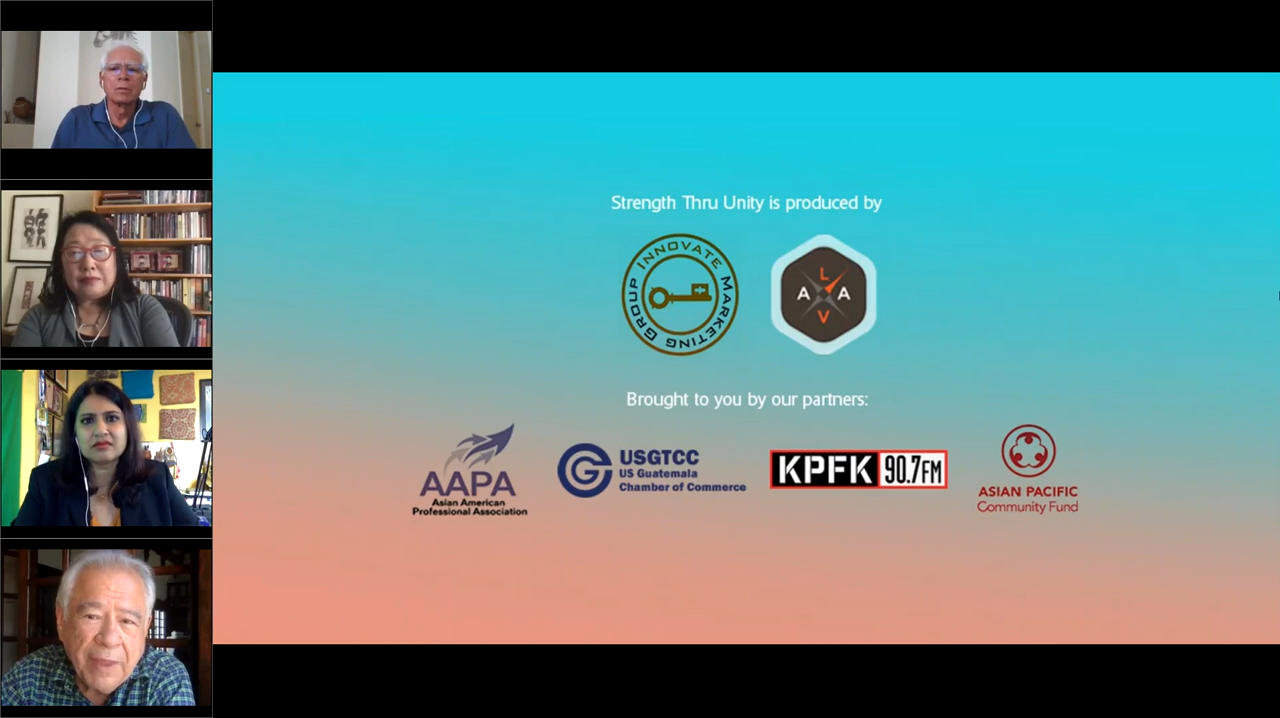 Strength Thru Unity is produced by
INNOVATE MARKETING GROUP
L
A A
V
Brought to you by our partners:
AAPA
Asian American
Professional Association
USGTCC
US Guatemala
Chamber of Commerce
KPFK 90.7FM
ASIAN PACIFIC
Community Fund